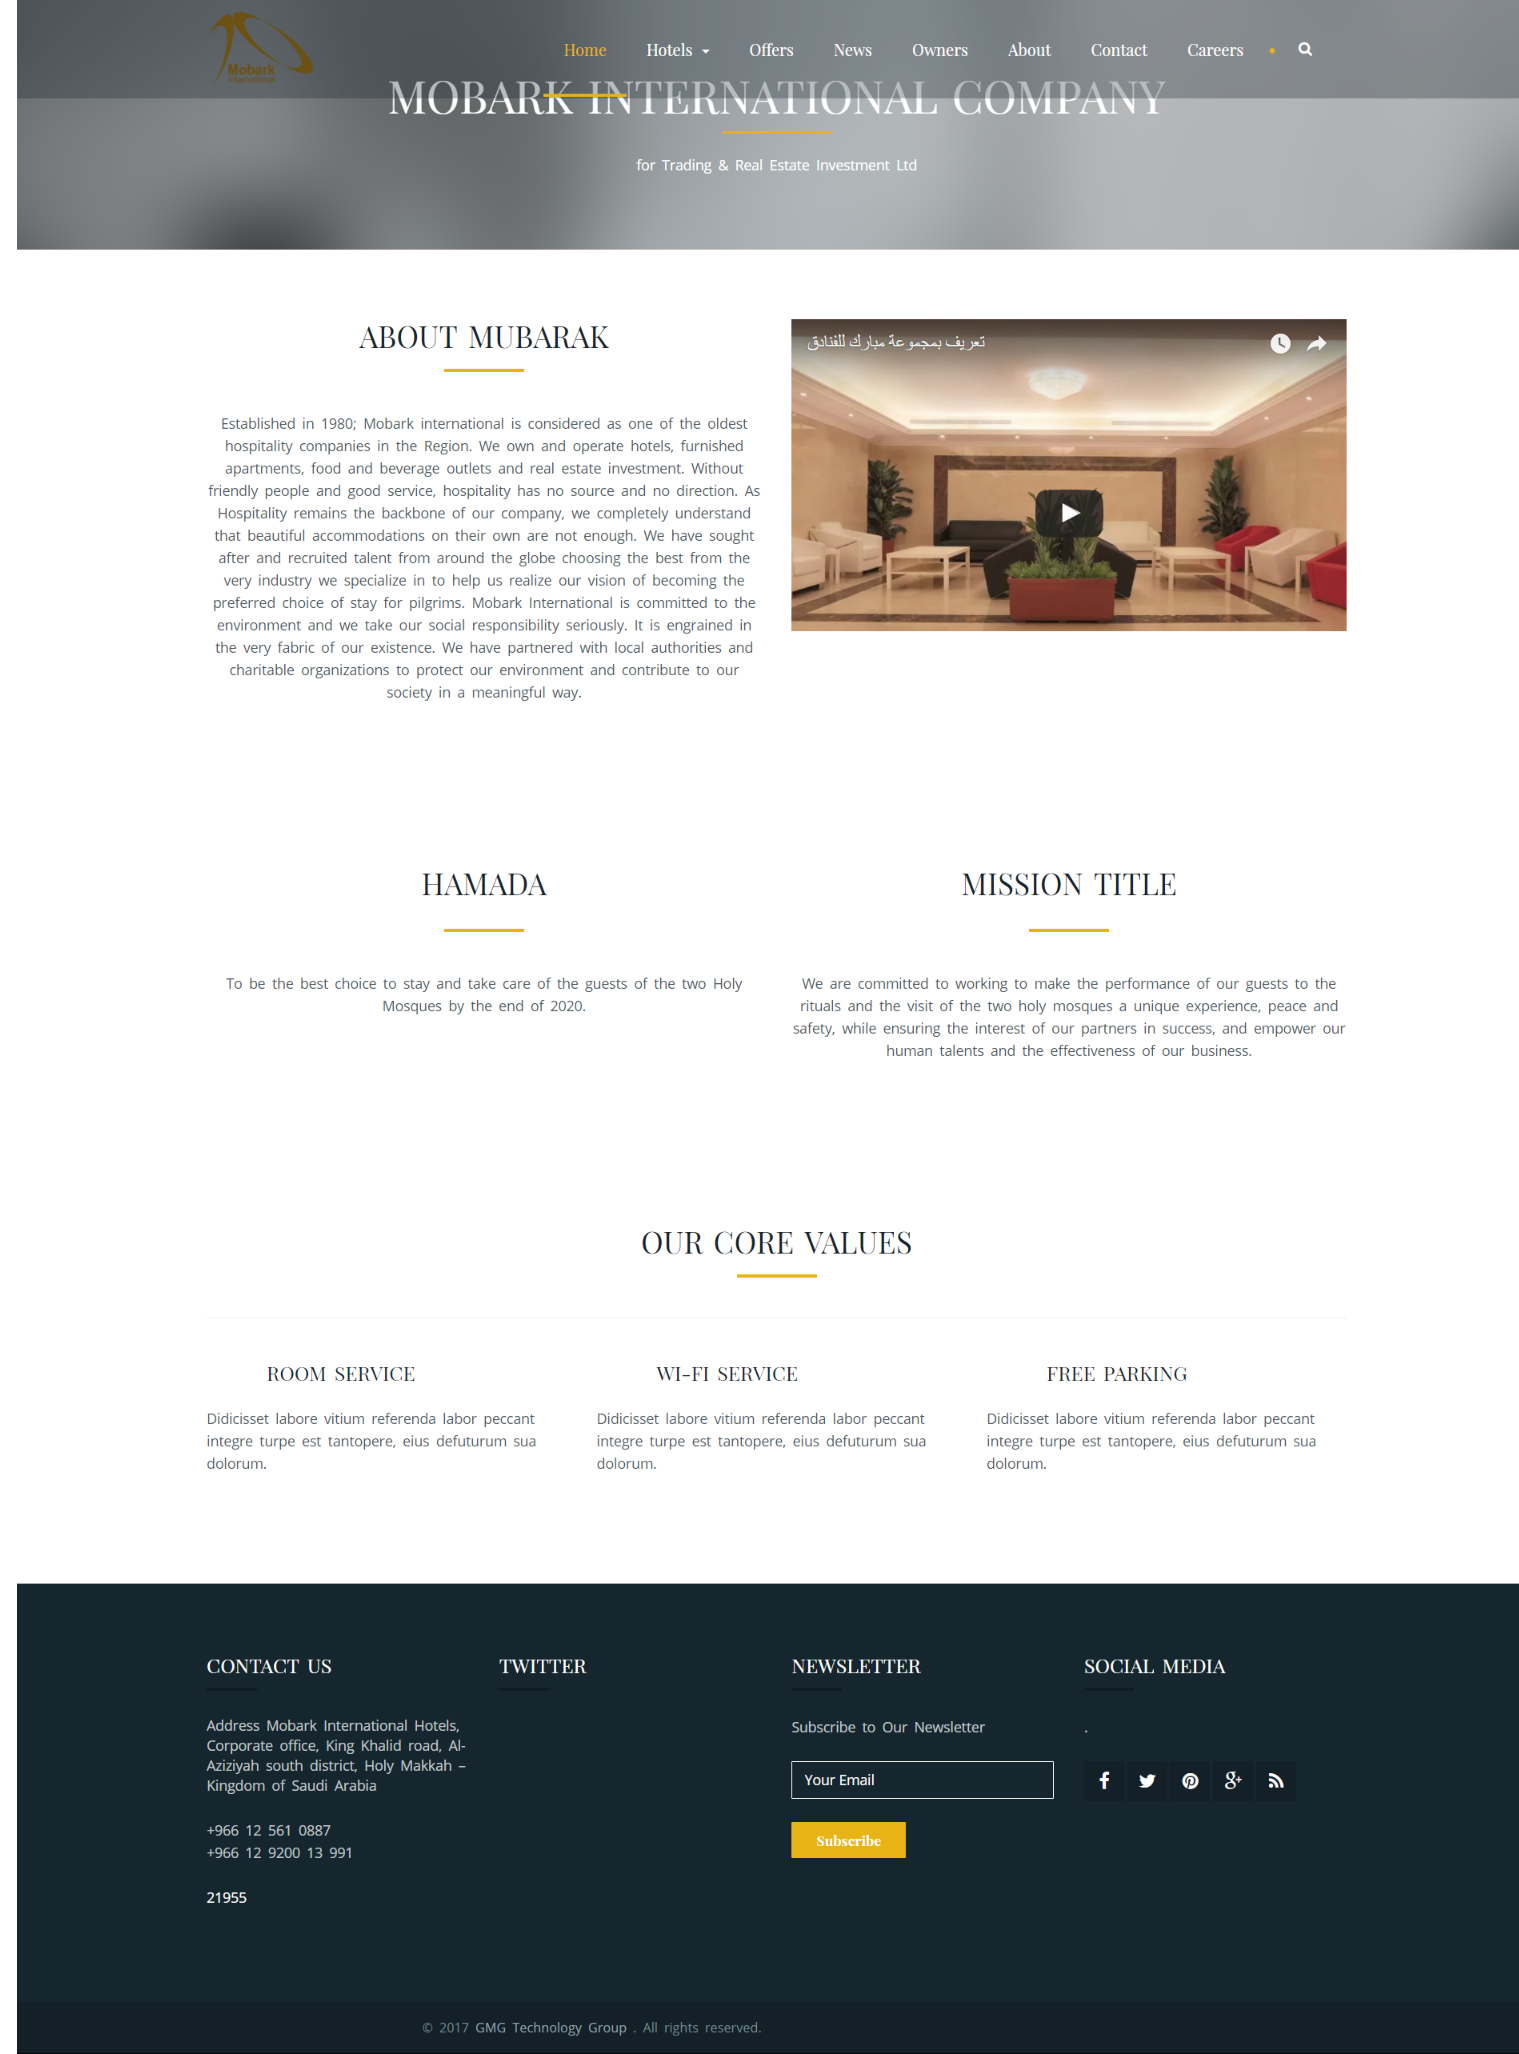 Mobark
International
Home
Hotels
Offers
News
Owners
About
Contact
Careers
MOBARK INTERNATIONAL COMPANY
for Trading & Real Estate Investment Ltd
ABOUT MUBARAK
Established in 1980; Mobark international is considered as one of the oldest
hospitality companies in the Region. We own and operate hotels, furnished
apartments, food and beverage outlets and real estate investment. Without
friendly people and good service, hospitality has no source and no direction. As
Hospitality remains the backbone of our company, we completely understand
that beautiful accommodations on their own are not enough. We have sought
after and recruited talent from around the globe choosing the best from the
very industry we specialize in to help us realize our vision of becoming the
preferred choice of stay for pilgrims. Mobark International is committed to the
environment and we take our social responsibility seriously. It is engrained in
the very fabric of our existence. We have partnered with local authorities and
charitable organizations to protect our environment and contribute to our
society in a meaningful way.
تعريف بمجموعة مبارك للفنادق
HAMADA
To be the best choice to stay and take care of the guests of the two Holy
Mosques by the end of 2020.
MISSION TITLE
We are committed to working to make the performance of our guests to the
rituals and the visit of the two holy mosques a unique experience, peace and
safety, while ensuring the interest of our partners in success, and empower our
human talents and the effectiveness of our business.
OUR CORE VALUES
ROOM SERVICE
Didicisset labore vitium referenda labor peccant
integre turpe est tantopere, eius defuturum sua
dolorum.
WI-FI SERVICE
Didicisset labore vitium referenda labor peccant
integre turpe est tantopere, eius defuturum sua
dolorum.
FREE PARKING
Didicisset labore vitium referenda labor peccant
integre turpe est tantopere, eius defuturum sua
dolorum.
CONTACT US
Address Mobark International Hotels,
Corporate office, King Khalid road, Al-
Aziziyah south district, Holy Makkah –
Kingdom of Saudi Arabia
+966 12 561 0887
+966 12 9200 13 991
21955
TWITTER
NEWSLETTER
Subscribe to Our Newsletter
Your Email
Subscribe
SOCIAL MEDIA
.
© 2017 GMG Technology Group . All rights reserved.